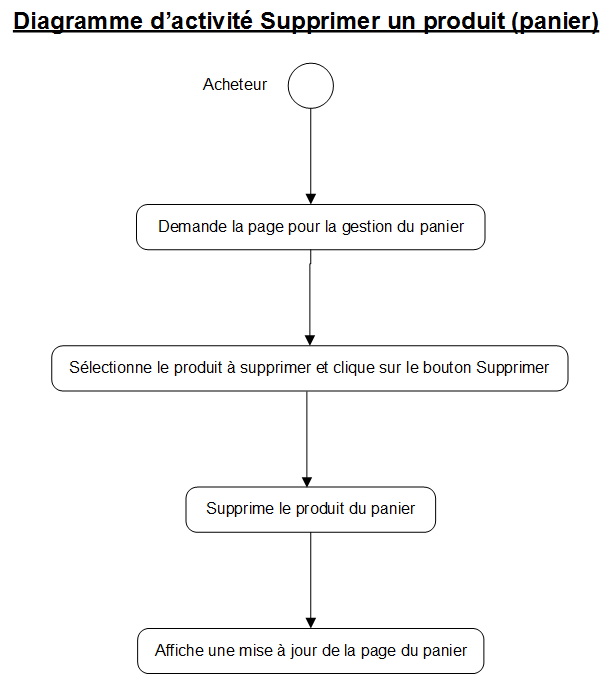 Diagramme d’activité Supprimer un produit (panier)
Acheteur
Demande la page pour la gestion du panier
Sélectionne le produit à supprimer et clique sur le bouton Supprimer
Supprime le produit du panier
Affiche une mise à jour de la page du panier